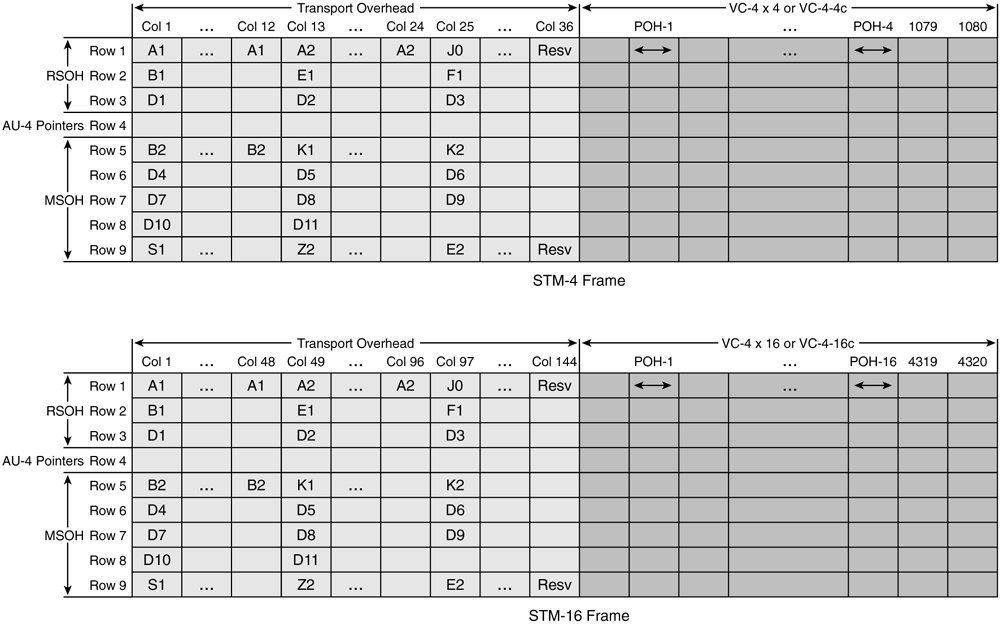 Transport Overhead VC-4 x 4 or VC-4-4c
Col 1 ... Col 12 Col 13 ... Col 24 Col 25 ... Col 36 POH-1 ... POH-4 1079 1080
Row 1 A1 ... A1 A2 ... A2 J0 ... Resv ...
RSOH Row 2 B1 E1 F1
Row 3 D1 D2 D3
AU-4 Pointers Row 4
Row 5 B2 ... B2 K1 ... K2
Row 6 D4 D5 D6
MSOH Row 7 D7 D8 D9
Row 8 D10 D11
Row 9 S1 ... Z2 ... E2 ... Resv
STM-4 Frame
Transport Overhead VC-4 x 16 or VC-4-16c
Col 1 ... Col 48 Col 49 ... Col 96 Col 97 ... Col 144 POH-1 ... POH-16 4319 4320
Row 1 A1 ... A1 A2 ... A2 J0 ... Resv ...
RSOH Row 2 B1 E1 F1
Row 3 D1 D2 D3
AU-4 Pointers Row 4
Row 5 B2 ... B2 K1 ... K2
Row 6 D4 D5 D6
MSOH Row 7 D7 D8 D9
Row 8 D10 D11
Row 9 S1 ... Z2 ... E2 ... Resv
STM-16 Frame